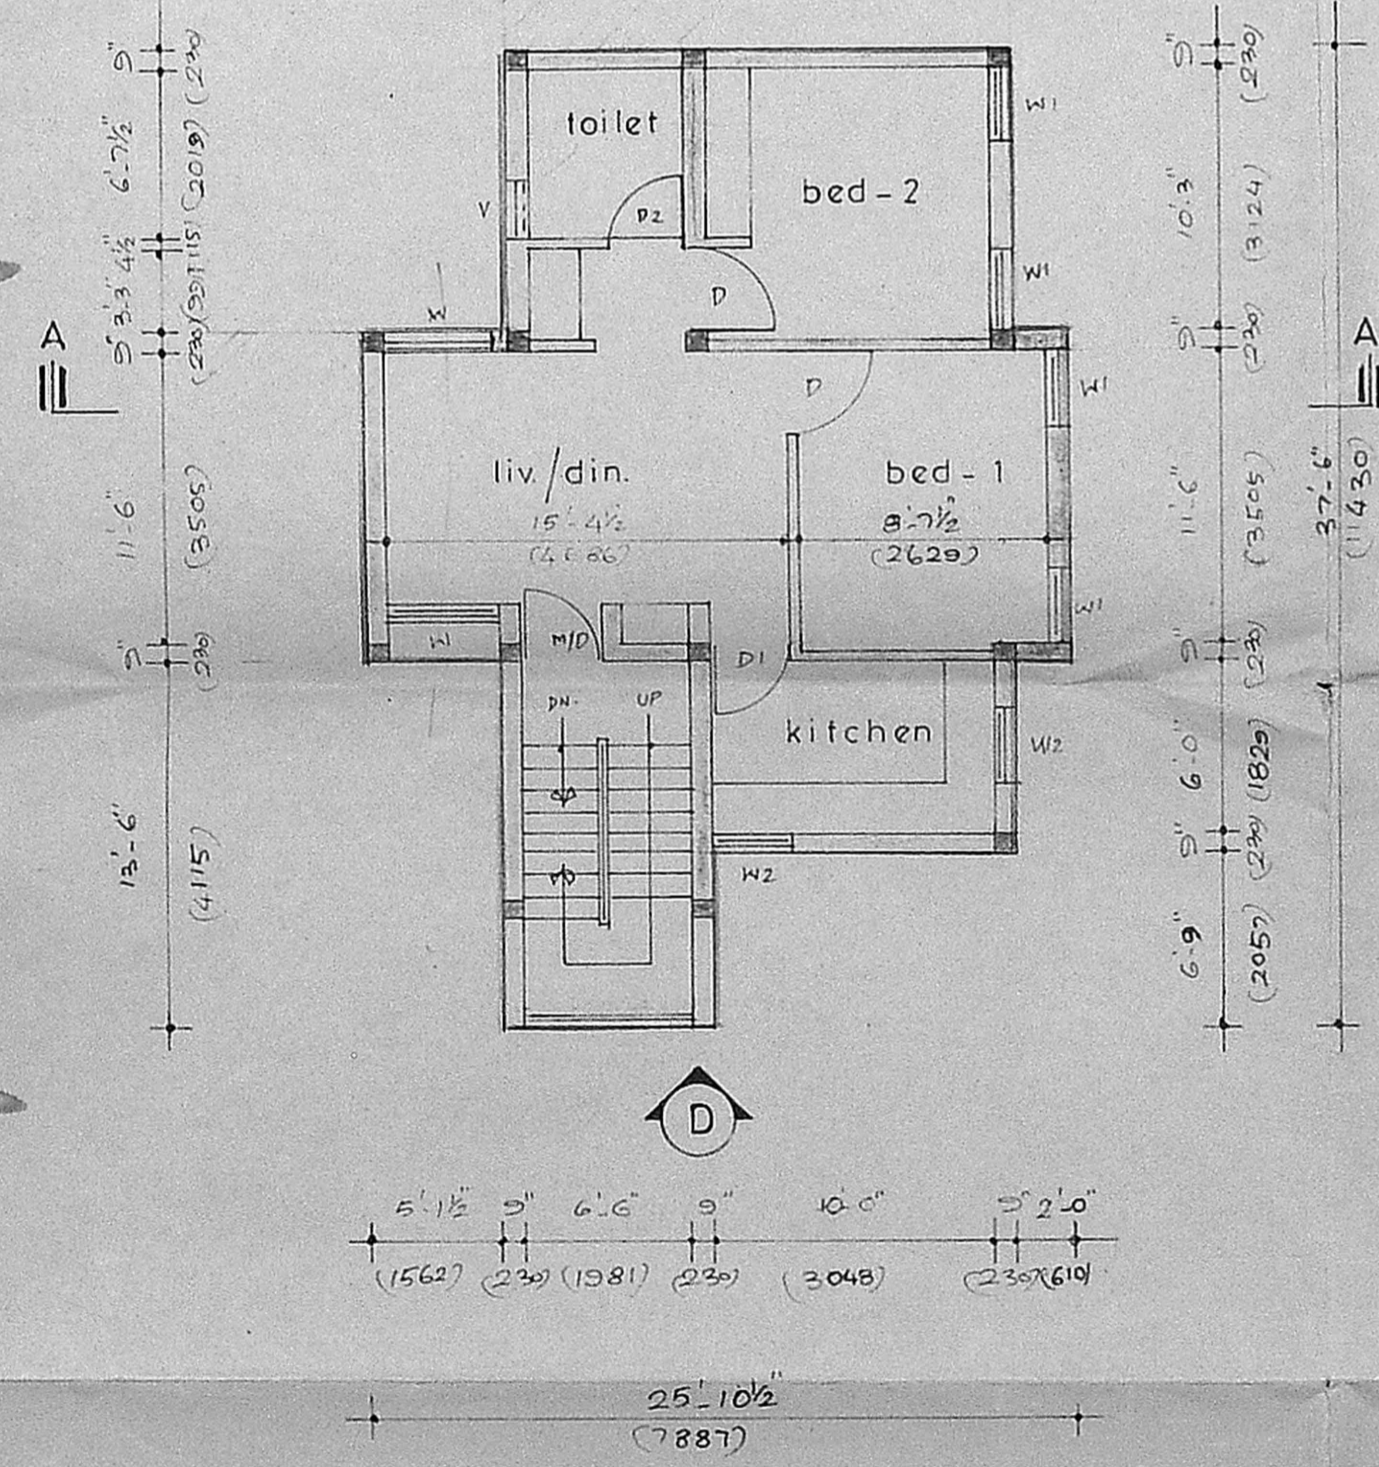 toilet
bed-2
V
D2
W1
D
W1
W
A
A
D
W1
liv./din.
15'-4½
bed-1
8'-7½"
(2629)
W
M/D
D1
W1
DN.
UP
kitchen
W2
W2
D
9"
(230)
6'-7½"
(2019)
4½"
(115)
3'-3"
9"
(230)
11'-6"
(3505)
9"
(230)
13'-6"
(4115)
9"
(230)
10'.3"
(3124)
9"
(230)
11'-6"
(3505)
9"
(230)
6'-0"
(1829)
9"
(230)
6'-9"
(2057)
37'-6"
(11430)
5'-1½" 9" 6'-6" 9" 10'-0" 9" 2'-0"
(1562) (230) (1981) (230) (3048) (230) (610)
25'-10½"
(7887)